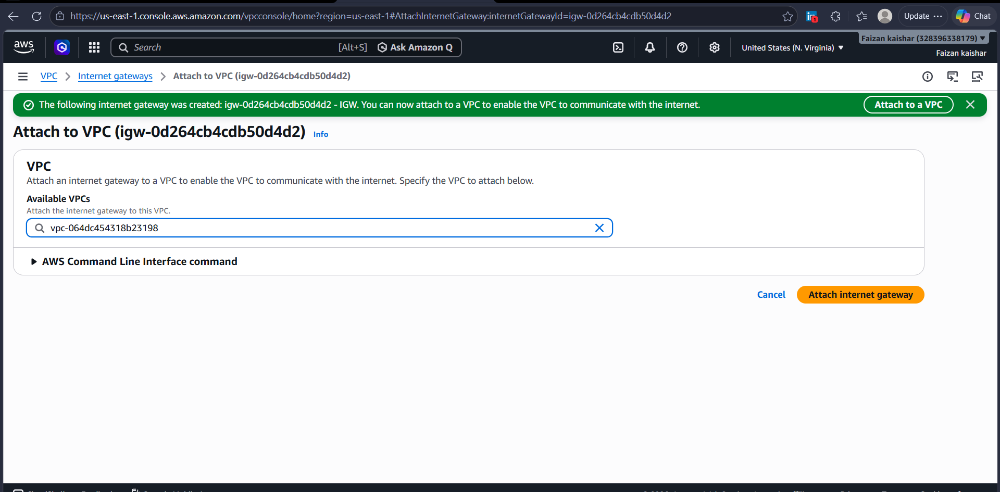 https://us-east-1.console.aws.amazon.com/vpcconsole/home?region=us-east-1#AttachInternetGateway:internetGatewayId=igw-0d264cb4cdb50d4d2
in 1
Update
Chat
aws
Search [Alt+S] Ask Amazon Q
United States (N. Virginia)
Faizan kaishar (328396338179)
Faizan kaishar
VPC > Internet gateways > Attach to VPC (igw-0d264cb4cdb50d4d2)
The following internet gateway was created: igw-0d264cb4cdb50d4d2 - IGW. You can now attach to a VPC to enable the VPC to communicate with the internet.
Attach to a VPC
Attach to VPC (igw-0d264cb4cdb50d4d2) Info
VPC
Attach an internet gateway to a VPC to enable the VPC to communicate with the internet. Specify the VPC to attach below.
Available VPCs
Attach the internet gateway to this VPC.
vpc-064dc454318b23198
AWS Command Line Interface command
Cancel
Attach internet gateway